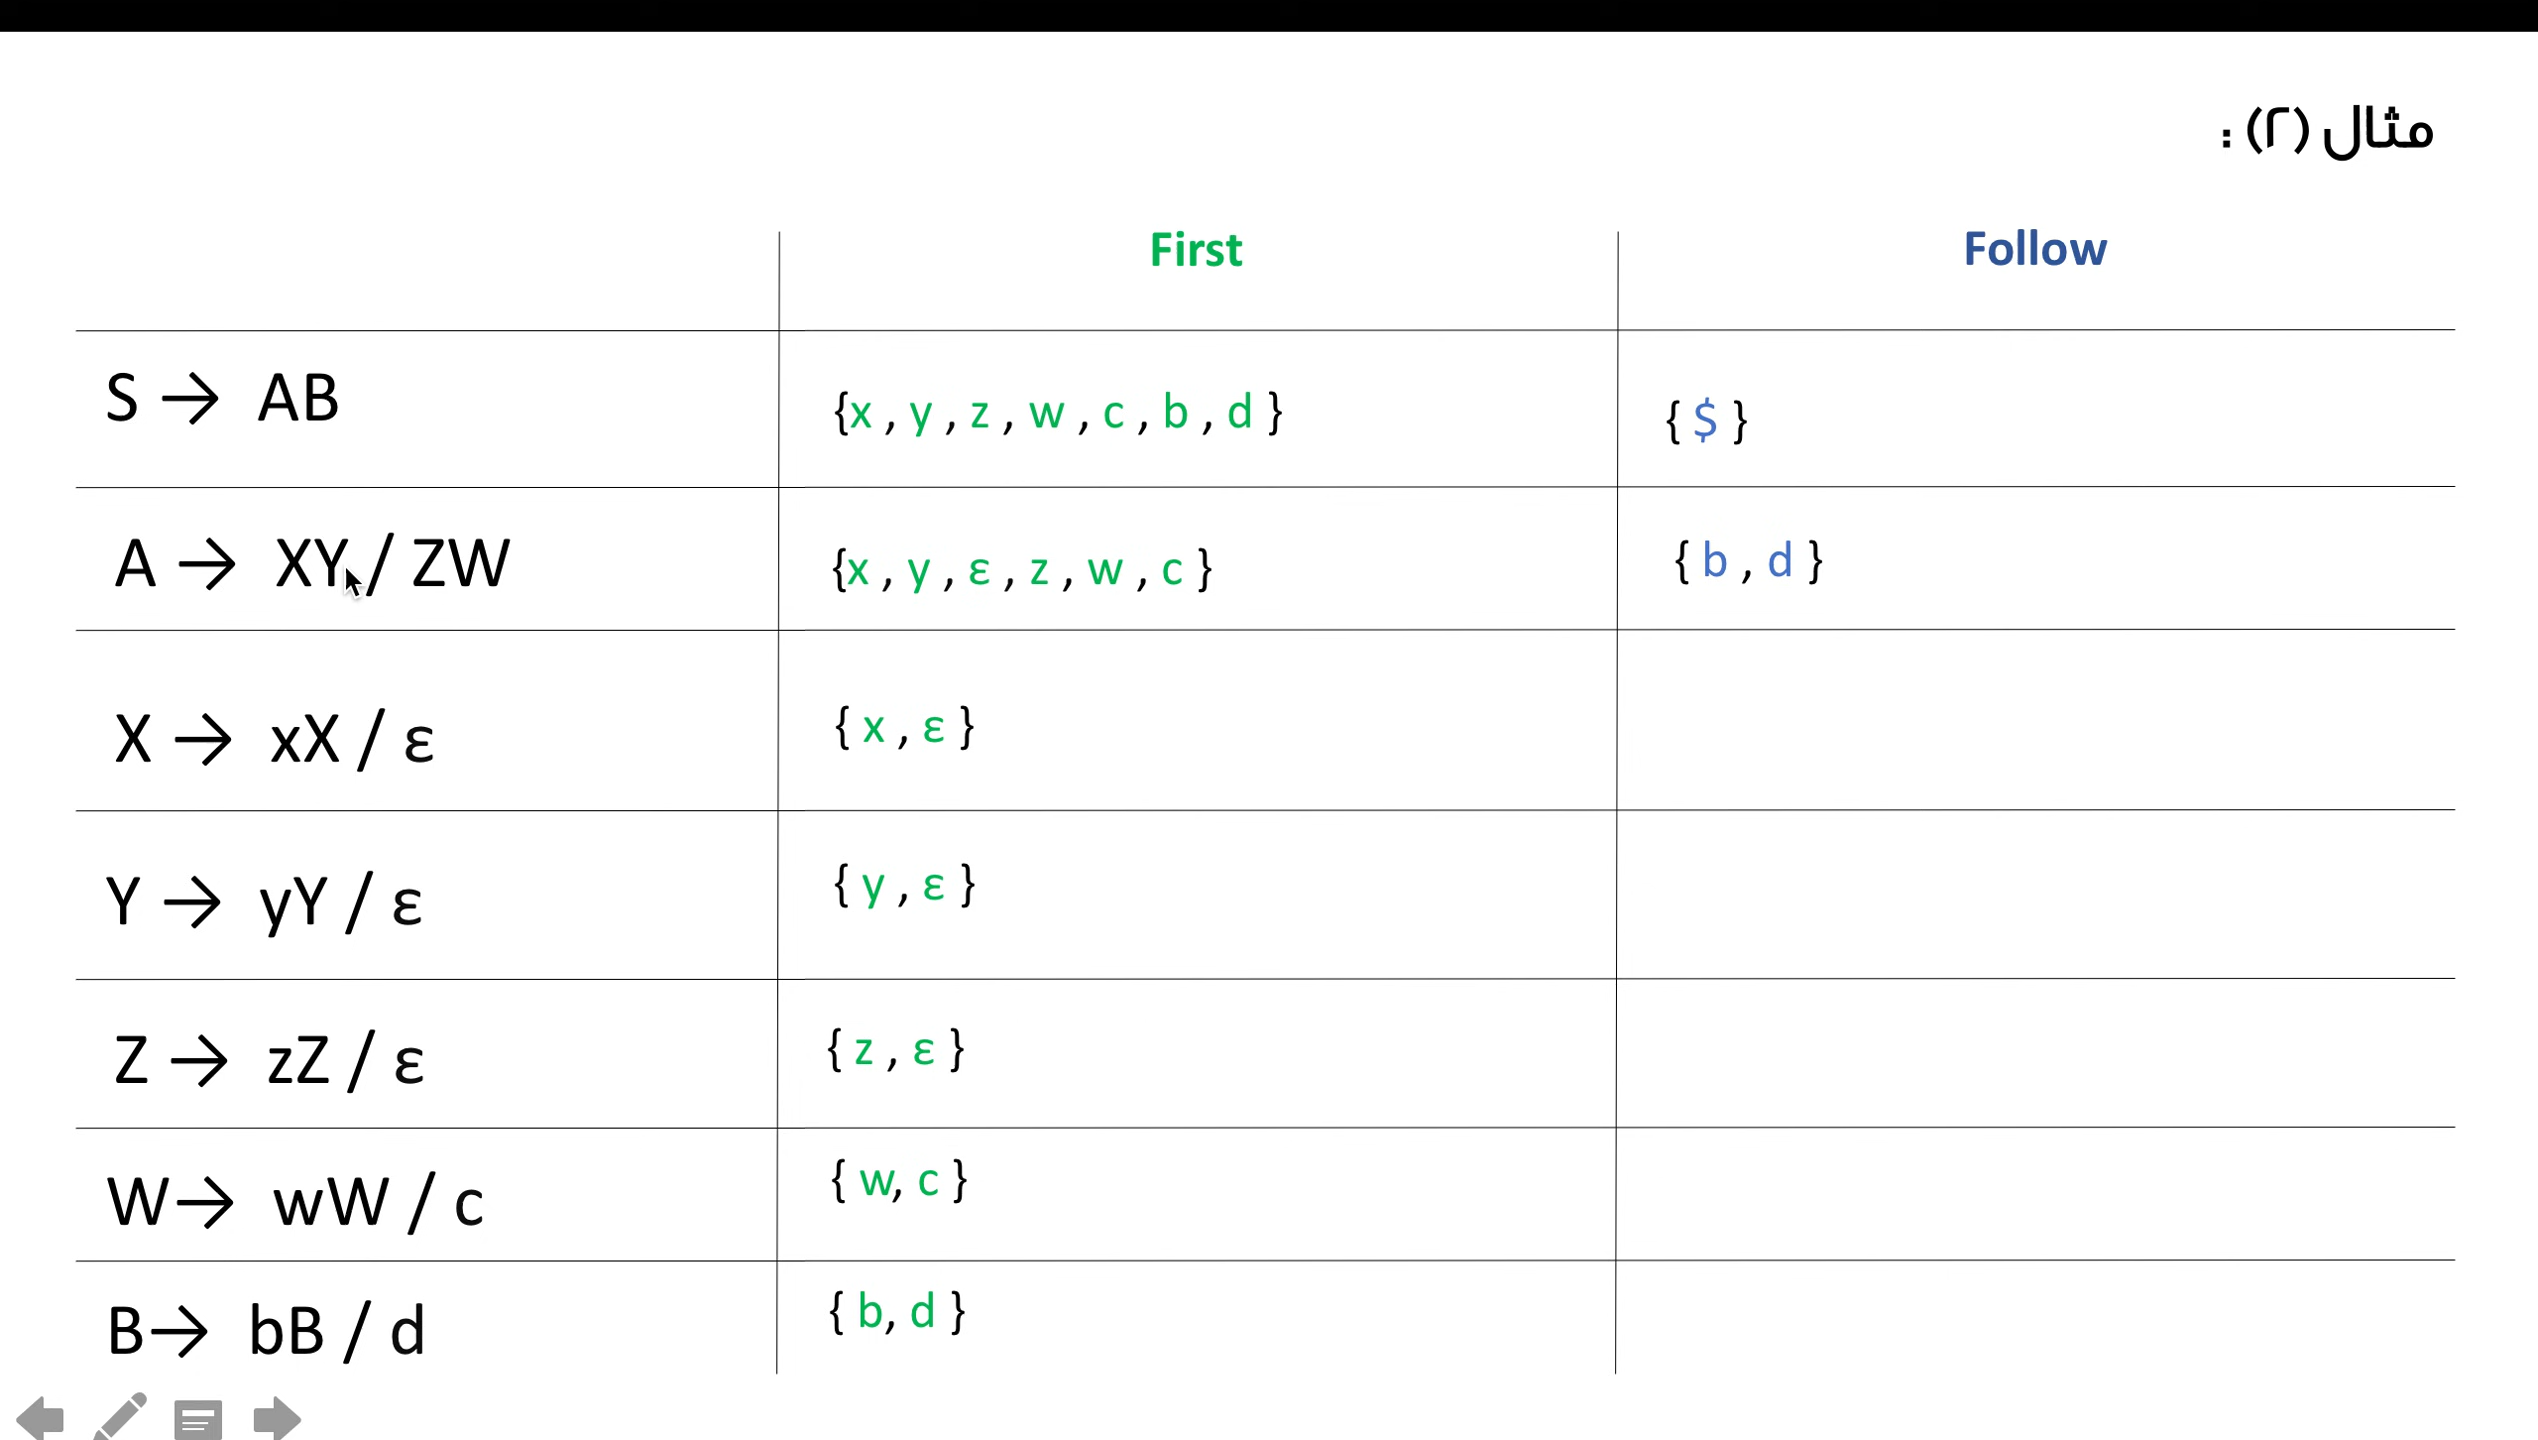 مثال (٢) :
First Follow
S → AB {x , y , z , w , c , b , d } { $ }
A → XY / ZW {x , y , ε , z , w , c } { b , d }
X → xX / ε { x , ε }
Y → yY / ε { y , ε }
Z → zZ / ε { z , ε }
W→ wW / c { w, c }
B→ bB / d { b, d }